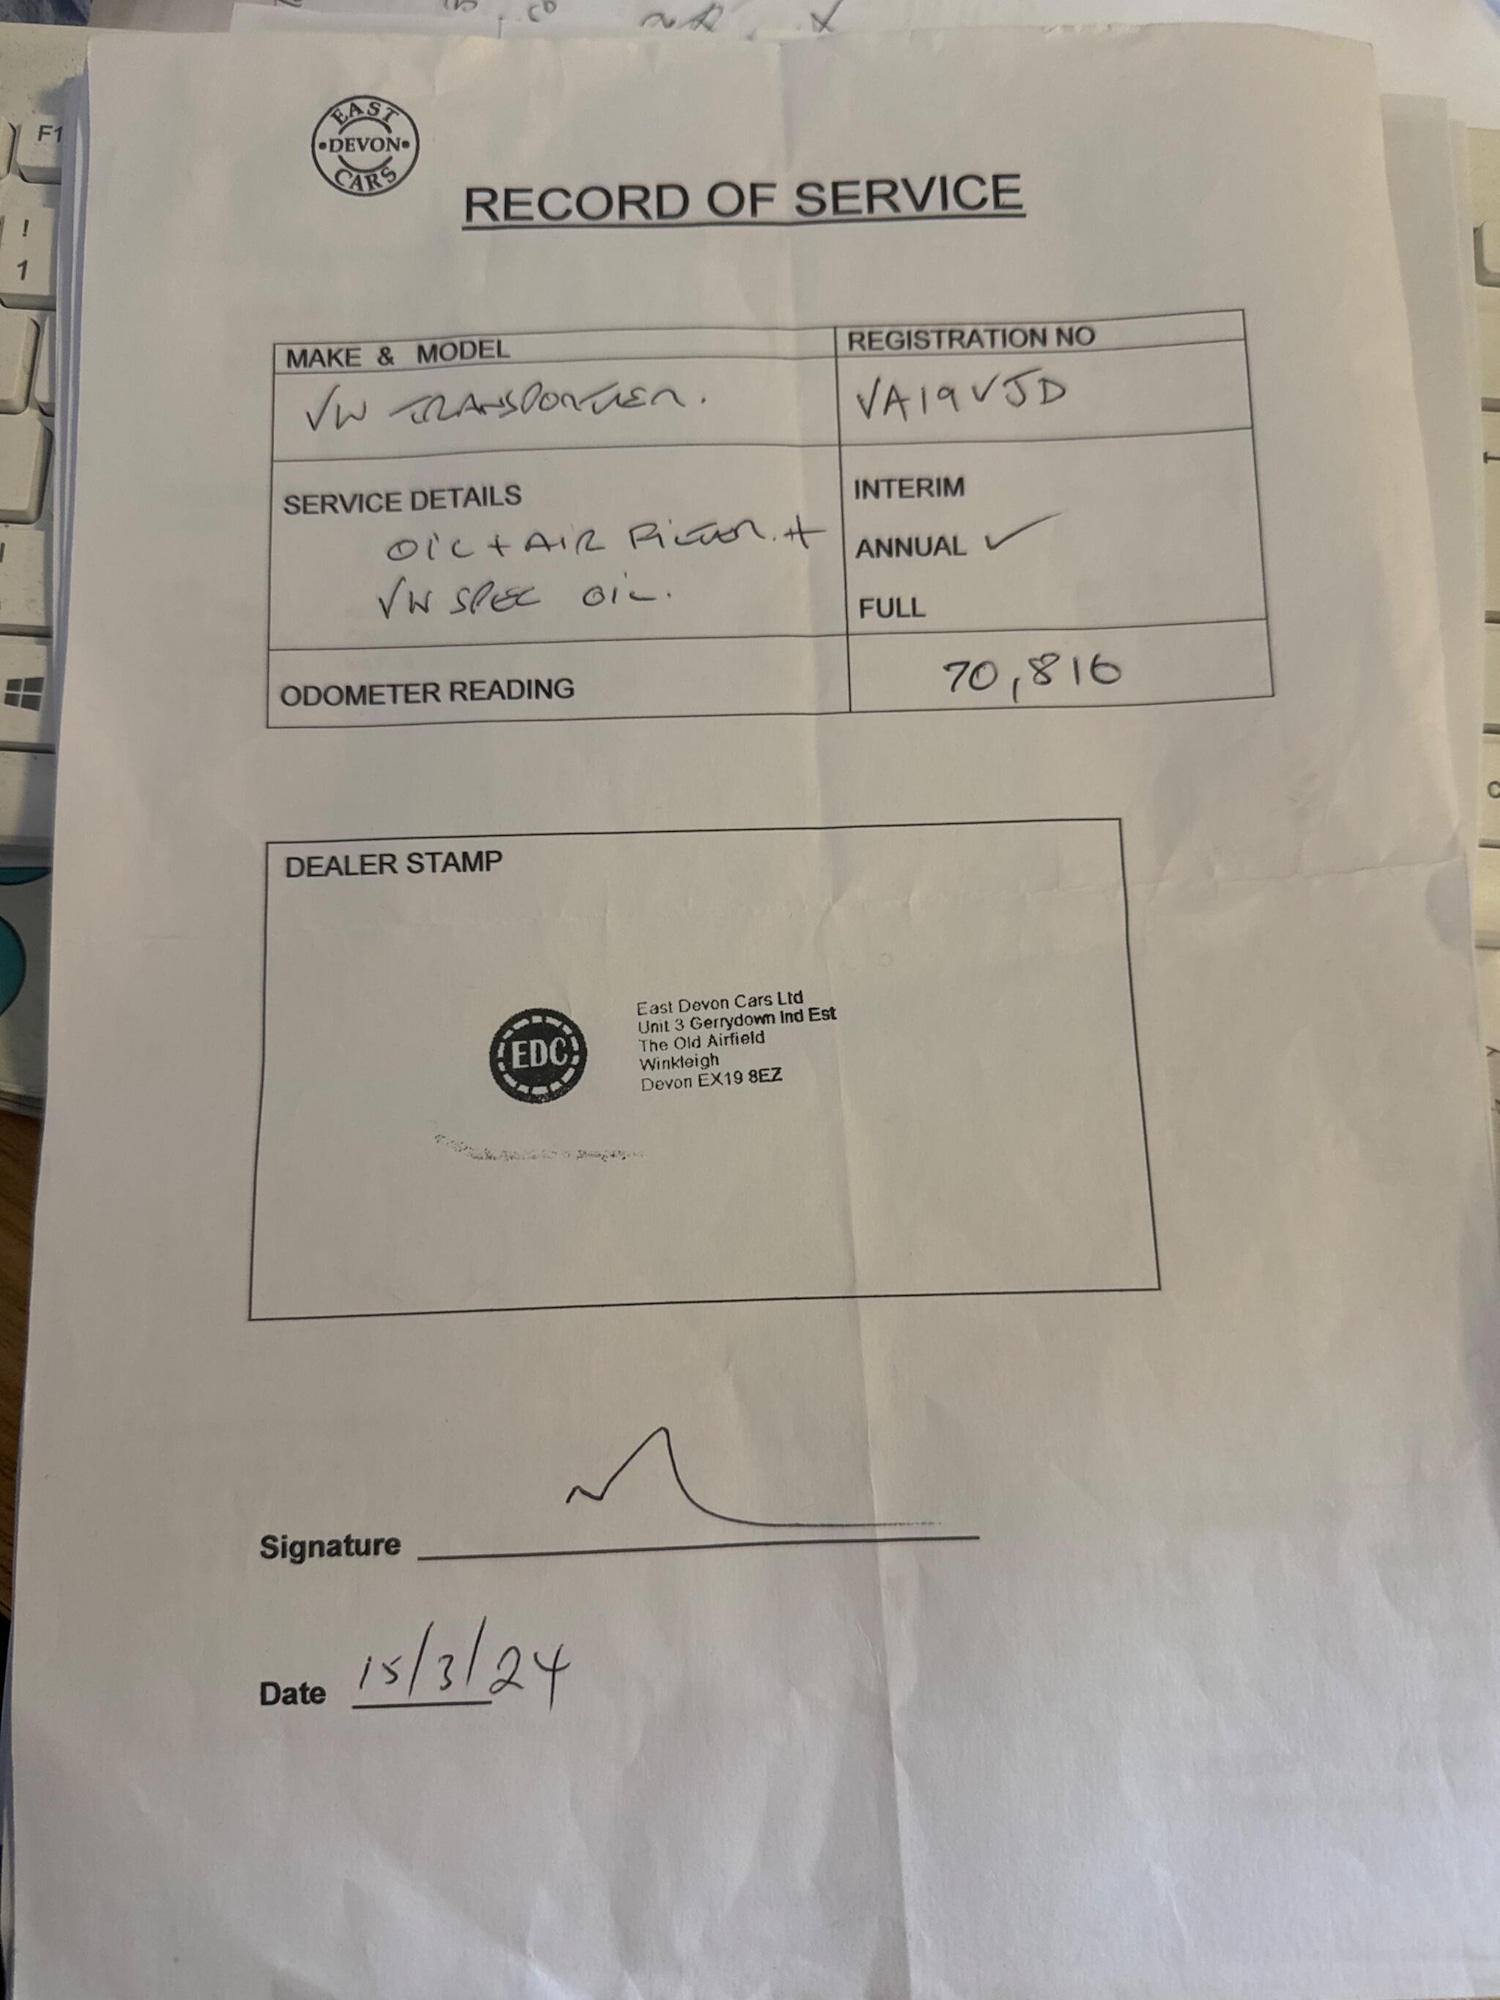 EAST
•DEVON•
CARS
RECORD OF SERVICE
MAKE & MODEL
REGISTRATION NO
VW TRANSPORTER.
VA19VJD
SERVICE DETAILS
OIL + AIR FILTER. +
VW SPEC OIL.
INTERIM
ANNUAL ✓
FULL
ODOMETER READING
70,816
DEALER STAMP
EDC
East Devon Cars Ltd
Unit 3 Gerrydown Ind Est
The Old Airfield
Winkleigh
Devon EX19 8EZ
Signature
Date 15/3/24
F1
!
1